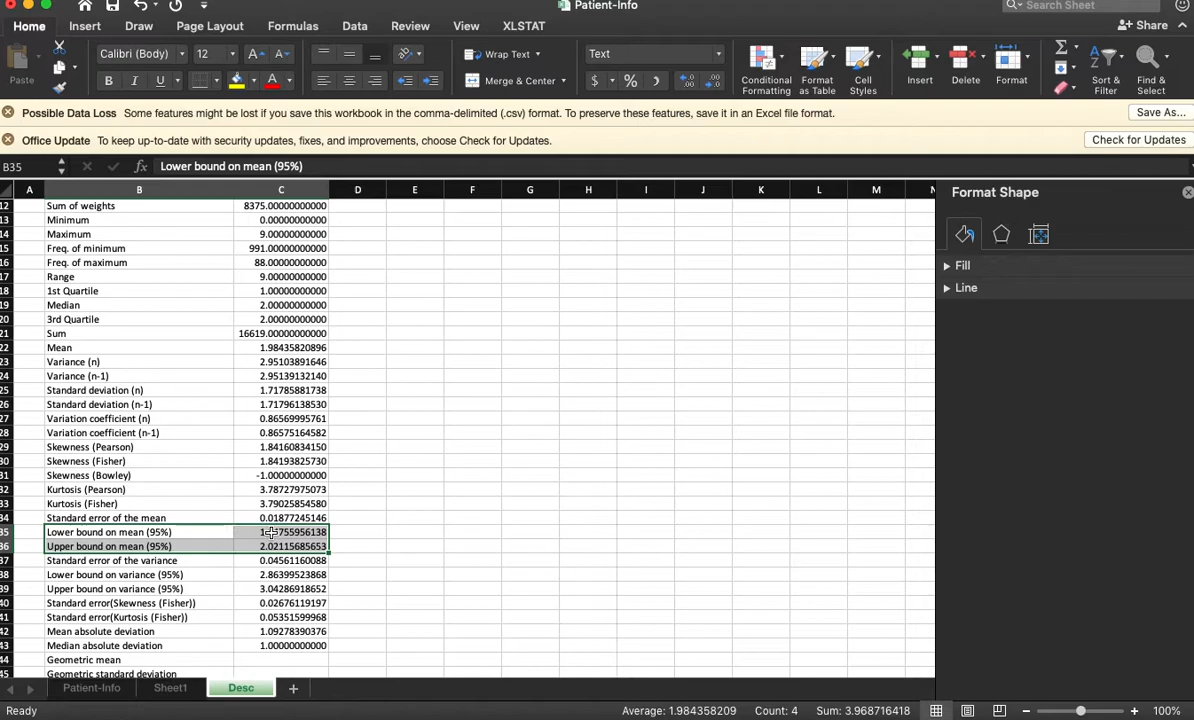 Patient-Info
Search Sheet
Home Insert Draw Page Layout Formulas Data Review View XLSTAT Share
Paste Calibri (Body) 12 A A Wrap Text Text Conditional Formatting Format as Table Cell Styles Insert Delete Format Sort & Filter Find & Select
B I U A Merge & Center $ %
Possible Data Loss Some features might be lost if you save this workbook in the comma-delimited (.csv) format. To preserve these features, save it in an Excel file format. Save As...
Office Update To keep up-to-date with security updates, fixes, and improvements, choose Check for Updates. Check for Updates
B35 fx Lower bound on mean (95%)
A B C D E F G H I J K L M N
Format Shape
Fill
Line
12 Sum of weights 8375.00000000000
13 Minimum 0.00000000000
14 Maximum 9.00000000000
15 Freq. of minimum 991.00000000000
16 Freq. of maximum 88.00000000000
17 Range 9.00000000000
18 1st Quartile 1.00000000000
19 Median 2.00000000000
20 3rd Quartile 2.00000000000
21 Sum 16619.00000000000
22 Mean 1.98435820896
23 Variance (n) 2.95103891646
24 Variance (n-1) 2.95139132140
25 Standard deviation (n) 1.71785881738
26 Standard deviation (n-1) 1.71796138530
27 Variation coefficient (n) 0.86569995761
28 Variation coefficient (n-1) 0.86575164582
29 Skewness (Pearson) 1.84160834150
30 Skewness (Fisher) 1.84193825730
31 Skewness (Bowley) -1.00000000000
32 Kurtosis (Pearson) 3.78727975073
33 Kurtosis (Fisher) 3.79025854580
34 Standard error of the mean 0.01877245146
35 Lower bound on mean (95%)
36 Upper bound on mean (95%) 2.02115685653
37 Standard error of the variance 0.04561160088
38 Lower bound on variance (95%) 2.86399523868
39 Upper bound on variance (95%) 3.04286918652
40 Standard error(Skewness (Fisher)) 0.02676119197
41 Standard error(Kurtosis (Fisher)) 0.05351599968
42 Mean absolute deviation 1.09278390376
43 Median absolute deviation 1.00000000000
44 Geometric mean
45 Geometric standard deviation
Patient-Info Sheet1 Desc +
Ready Average: 1.984358209 Count: 4 Sum: 3.968716418 100%